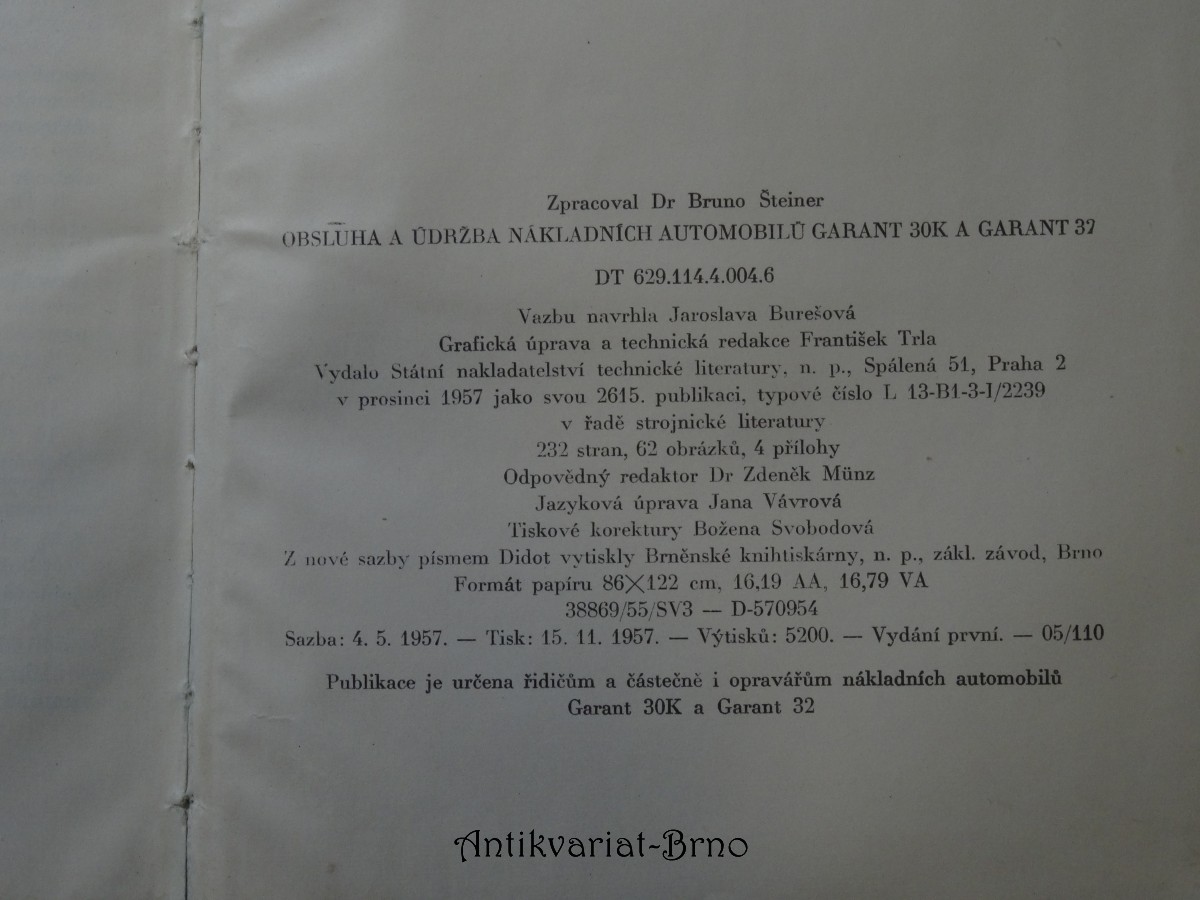 Zpracoval Dr Bruno Šteiner
OBSLUHA A ÚDRŽBA NÁKLADNÍCH AUTOMOBILŮ GARANT 30K A GARANT 32
DT 629.114.4.004.6
Vazbu navrhla Jaroslava Burešová
Grafická úprava a technická redakce František Trla
Vydalo Státní nakladatelství technické literatury, n. p., Spálená 51, Praha 2
v prosinci 1957 jako svou 2615. publikaci, typové číslo L 13-B1-3-I/2239
v řadě strojnické literatury
232 stran, 62 obrázků, 4 přílohy
Odpovědný redaktor Dr Zdeněk Münz
Jazyková úprava Jana Vávrová
Tiskové korektury Božena Svobodová
Z nové sazby písmem Didot vytiskly Brněnské knihtiskárny, n. p., zákl. závod, Brno
Formát papíru 86×122 cm, 16,19 AA, 16,79 VA
38869/55/SV3 — D-570954
Sazba: 4. 5. 1957. — Tisk: 15. 11. 1957. — Výtisků: 5200. — Vydání první. — 05/110
Publikace je určena řidičům a částečně i opravářům nákladních automobilů
Garant 30K a Garant 32
Antikvariat-Brno